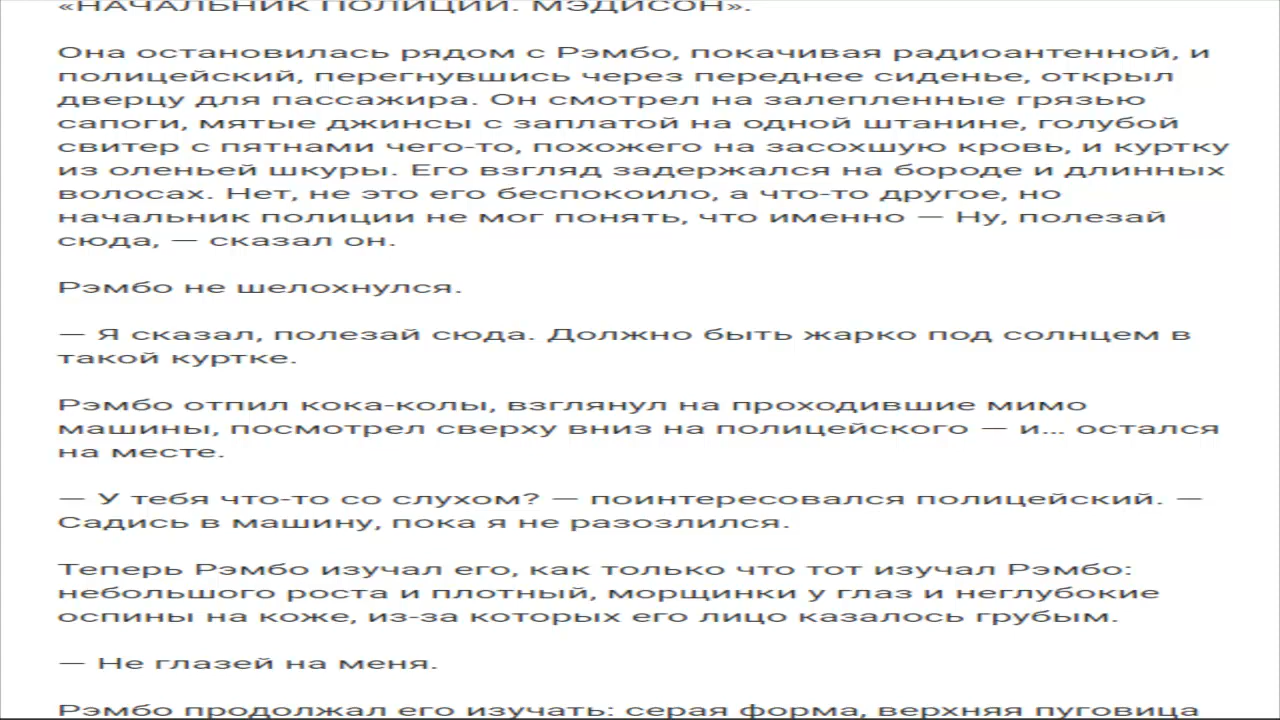 «НАЧАЛЬНИК ПОЛИЦИИ. МЭДИСОН».
Она остановилась рядом с Рэмбо, покачивая радиоантенной, и
полицейский, перегнувшись через переднее сиденье, открыл
дверцу для пассажира. Он смотрел на залепленные грязью
сапоги, мятые джинсы с заплатой на одной штанине, голубой
свитер с пятнами чего-то, похожего на засохшую кровь, и куртку
из оленьей шкуры. Его взгляд задержался на бороде и длинных
волосах. Нет, не это его беспокоило, а что-то другое, но
начальник полиции не мог понять, что именно — Ну, полезай
сюда, — сказал он.
Рэмбо не шелохнулся.
— Я сказал, полезай сюда. Должно быть жарко под солнцем в
такой куртке.
Рэмбо отпил кока-колы, взглянул на проходившие мимо
машины, посмотрел сверху вниз на полицейского — и... остался
на месте.
— У тебя что-то со слухом? — поинтересовался полицейский. —
Садись в машину, пока я не разозлился.
Теперь Рэмбо изучал его, как только что тот изучал Рэмбо:
небольшого роста и плотный, морщинки у глаз и неглубокие
оспины на коже, из-за которых его лицо казалось грубым.
— Не глазей на меня.
Рэмбо продолжал его изучать: серая форма, верхняя пуговица